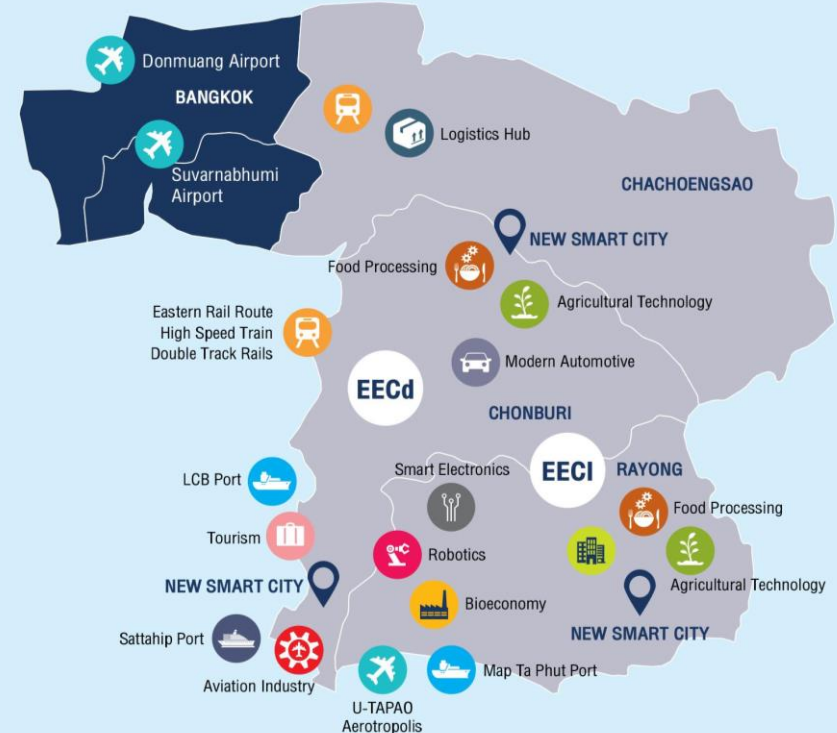 Donmuang Airport
BANGKOK
Suvarnabhumi
Airport
Logistics Hub
CHACHOENGSAO
NEW SMART CITY
Food Processing
Agricultural Technology
Eastern Rail Route
High Speed Train
Double Track Rails
Modern Automotive
EECd
CHONBURI
Smart Electronics
EECI
RAYONG
LCB Port
Food Processing
Tourism
Robotics
Agricultural Technology
NEW SMART CITY
Bioeconomy
NEW SMART CITY
Sattahip Port
Aviation Industry
Map Ta Phut Port
U-TAPAO
Aerotropolis